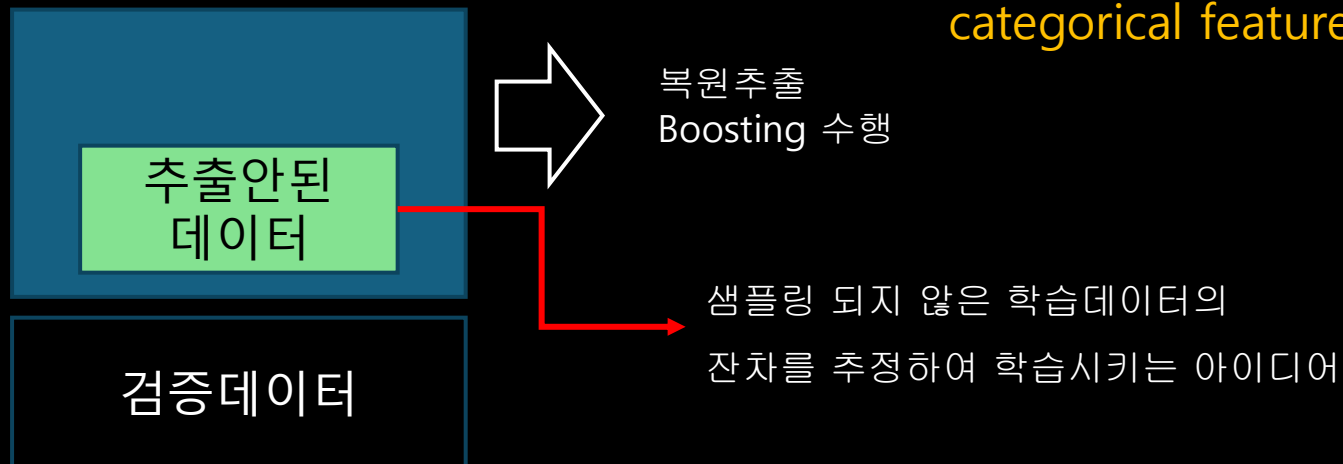 categorical feature
복원추출
Boosting 수행
추출안된
데이터
샘플링 되지 않은 학습데이터의
잔차를 추정하여 학습시키는 아이디어
검증데이터